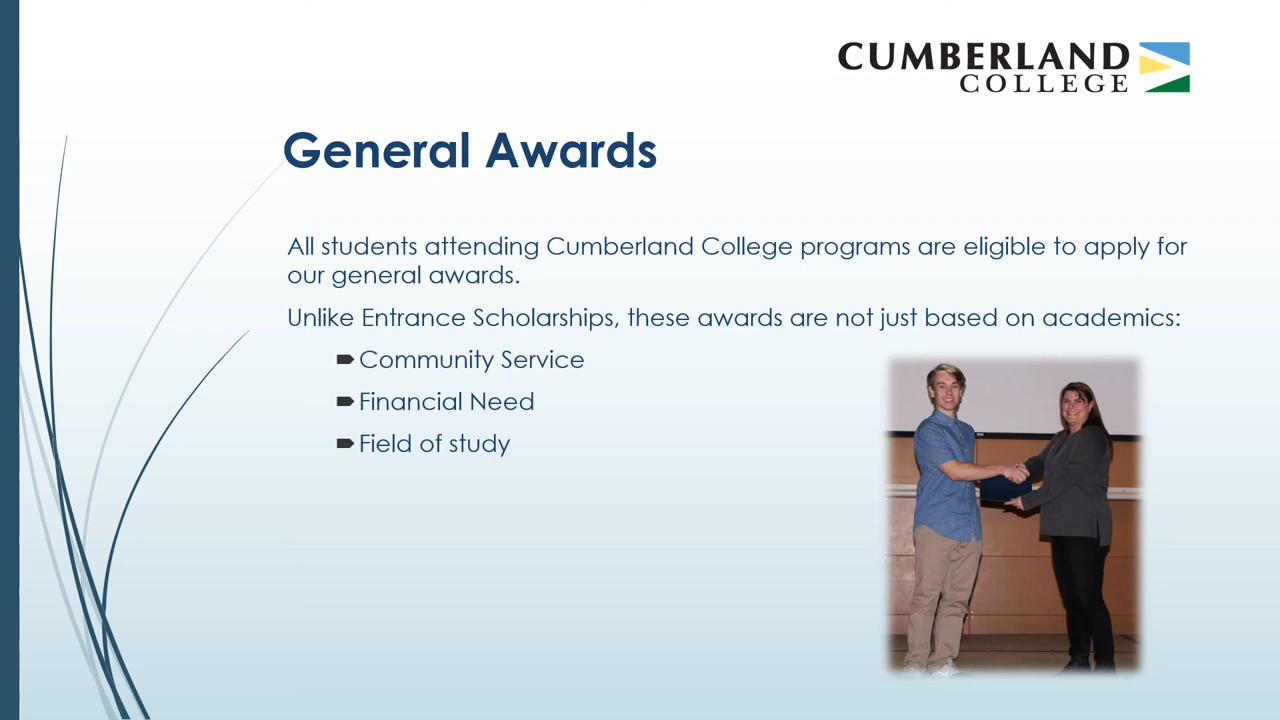 CUMBERLAND
COLLEGE
General Awards
All students attending Cumberland College programs are eligible to apply for
our general awards.
Unlike Entrance Scholarships, these awards are not just based on academics:
Community Service
Financial Need
Field of study